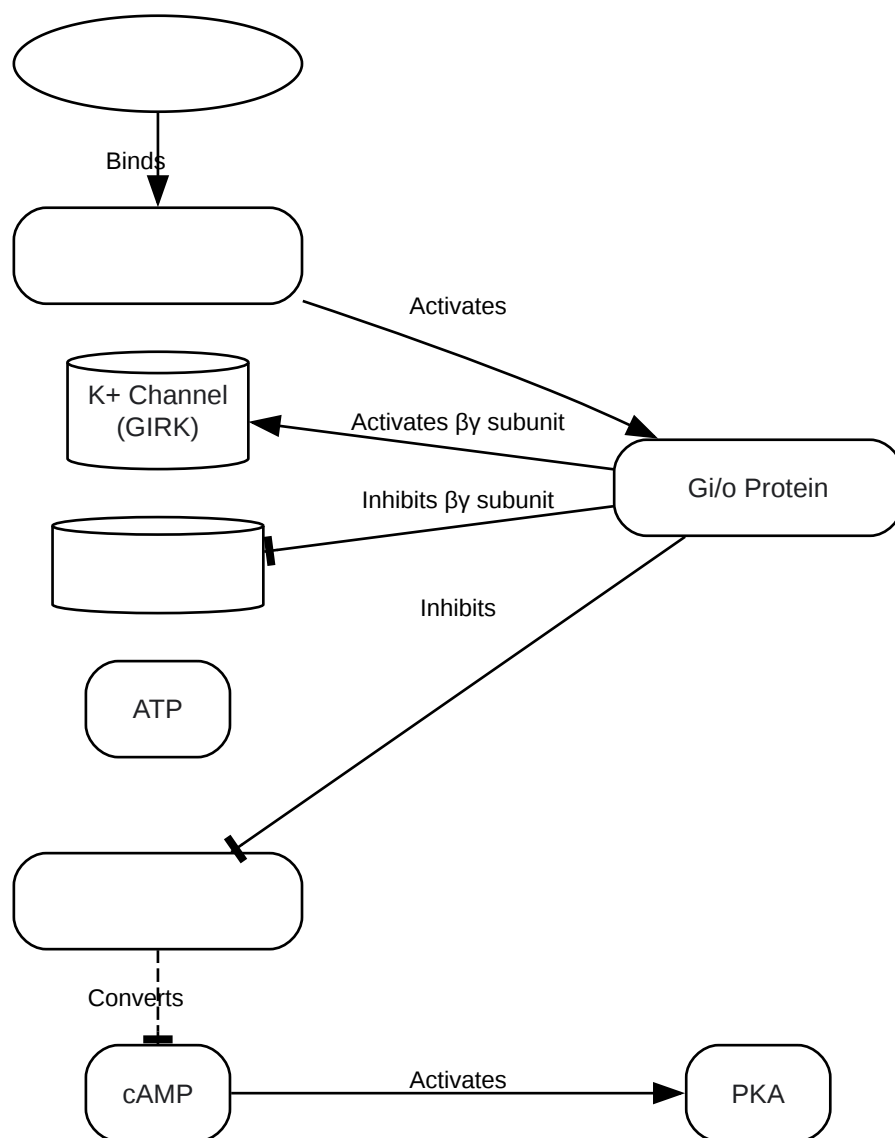 Binds
Activates
K+ Channel
(GIRK)
Activates βγ subunit
Gi/o Protein
Inhibits βγ subunit
Inhibits
ATP
Converts
cAMP
Activates
PKA